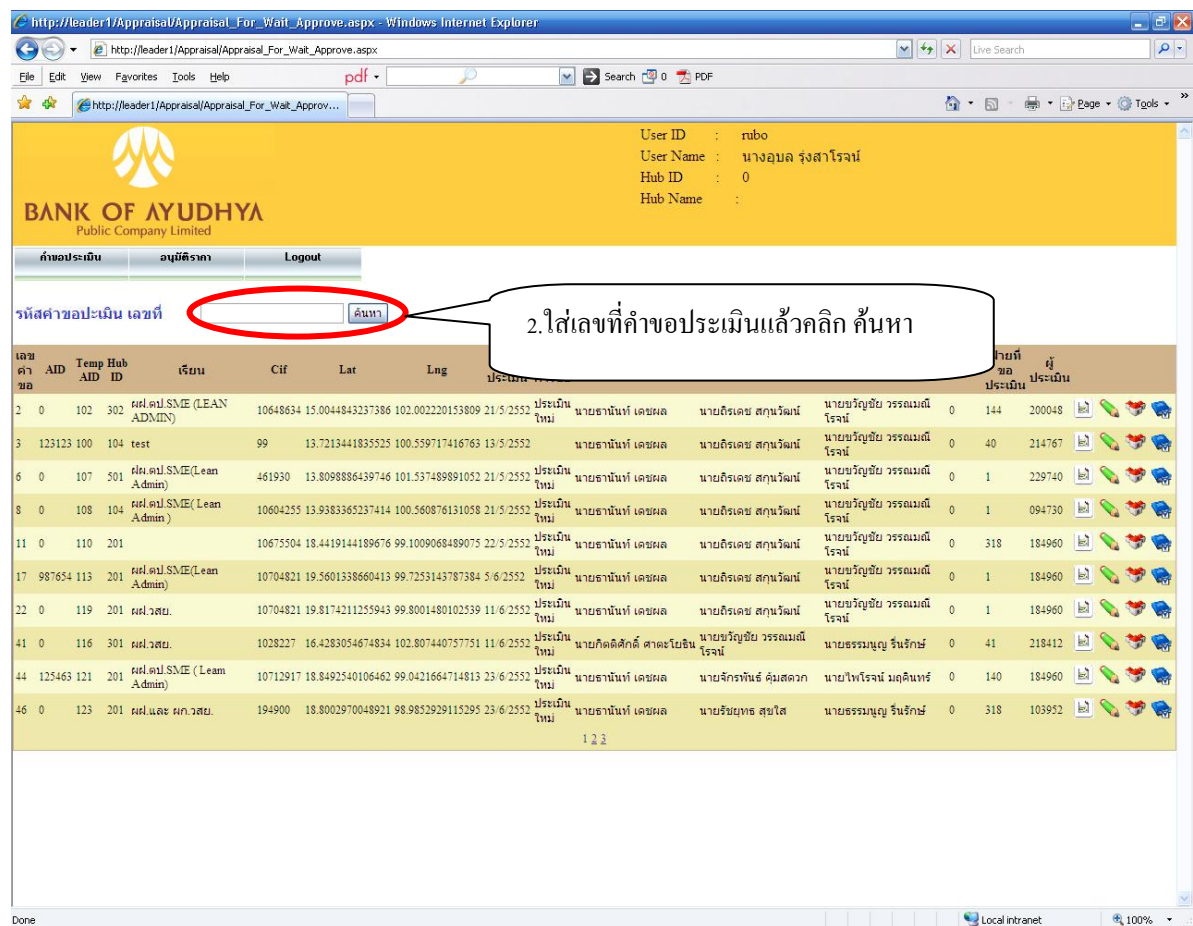 http://leader1/Appraisal/Appraisal_For_Wait_Approve.aspx - Windows Internet Explorer
http://leader1/Appraisal/Appraisal_For_Wait_Approve.aspx Live Search
File Edit View Favorites Tools Help pdf Search 0 PDF
http://leader1/Appraisal/Appraisal_For_Wait_Approv... Page Tools »
User ID : rubo
User Name : นางอุบล รุ่งสาโรจน์
Hub ID : 0
Hub Name :
BANK OF AYUDHYA
Public Company Limited
คำขอประเมิน อนุมัติราคา Logout
รหัสคำขอปะเมิน เลขที่ ค้นหา
2.ใส่เลขที่คำขอประเมินแล้วคลิก ค้นหา
เลขคำขอ AID Temp AID Hub ID เรียน Cif Lat Lng ประเมิน ขอประเมิน ผู้ประเมิน
2 0 102 302 ผฝ.ตป.SME (LEAN ADMIN) 10648634 15.0044843237386 102.002220153809 21/5/2552 ประเมินใหม่ นายธานันท์ เดชผล นายถิรเดช สกุนวัฒน์ นายขวัญชัย วรรณมณีโรจน์ 0 144 200048
3 123123 100 104 test 99 13.7213441835525 100.559717416763 13/5/2552 นายธานันท์ เดชผล นายถิรเดช สกุนวัฒน์ นายขวัญชัย วรรณมณีโรจน์ 0 40 214767
6 0 107 501 ฝผ.ตป.SME(Lean Admin) 461930 13.8098886439746 101.537489891052 21/5/2552 ประเมินใหม่ นายธานันท์ เดชผล นายถิรเดช สกุนวัฒน์ นายขวัญชัย วรรณมณีโรจน์ 0 1 229740
8 0 108 104 ผฝ.ตป.SME( Lean Admin ) 10604255 13.9383365237414 100.560876131058 21/5/2552 ประเมินใหม่ นายธานันท์ เดชผล นายถิรเดช สกุนวัฒน์ นายขวัญชัย วรรณมณีโรจน์ 0 1 094730
11 0 110 201 10675504 18.4419144189676 99.1009068489075 22/5/2552 ประเมินใหม่ นายธานันท์ เดชผล นายถิรเดช สกุนวัฒน์ นายขวัญชัย วรรณมณีโรจน์ 0 318 184960
17 987654 113 201 ผฝ.ตป.SME(Lean Admin) 10704821 19.5601338660413 99.7253143787384 5/6/2552 ประเมินใหม่ นายธานันท์ เดชผล นายถิรเดช สกุนวัฒน์ นายขวัญชัย วรรณมณีโรจน์ 0 1 184960
22 0 119 201 ผฝ.วสย. 10704821 19.8174211255943 99.8001480102539 11/6/2552 ประเมินใหม่ นายธานันท์ เดชผล นายถิรเดช สกุนวัฒน์ นายขวัญชัย วรรณมณีโรจน์ 0 1 184960
41 0 116 301 ผฝ.วสย. 1028227 16.4283054674834 102.807440757751 11/6/2552 ประเมินใหม่ นายกิตติศักดิ์ ศาตะโยธิน นายขวัญชัย วรรณมณีโรจน์ นายธรรมนูญ รื่นรักษ์ 0 41 218412
44 125463 121 201 ผฝ.ตป.SME ( Leam Admin) 10712917 18.8492540106462 99.0421664714813 23/6/2552 ประเมินใหม่ นายธานันท์ เดชผล นายจักรพันธ์ คุ้มสดวก นายไพโรจน์ มฤคินทร์ 0 140 184960
46 0 123 201 ผฝ.และ ผก.วสย. 194900 18.8002970048921 98.9852929115295 23/6/2552 ประเมินใหม่ นายธานันท์ เดชผล นายรัชยุทธ สุขใส นายธรรมนูญ รื่นรักษ์ 0 318 103952
1 2 3
Done Local intranet 100%